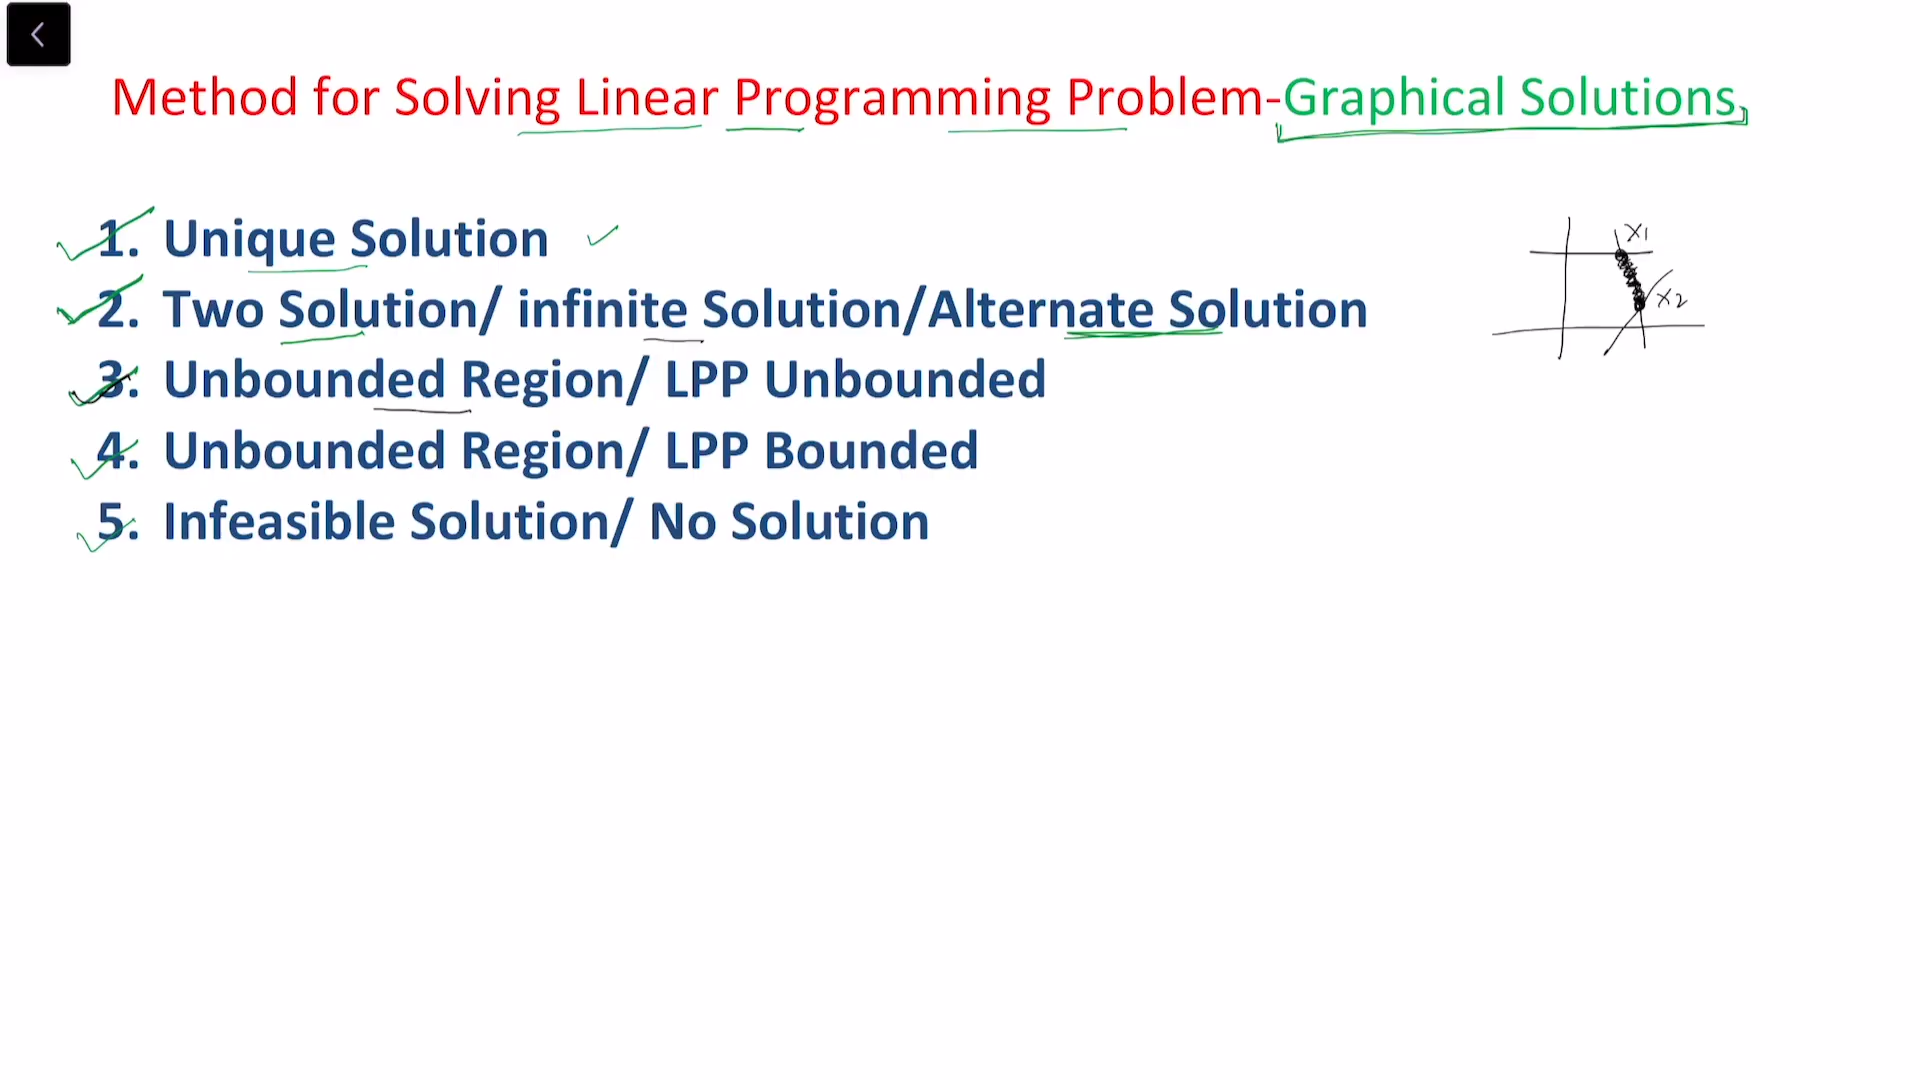 Method for Solving Linear Programming Problem-Graphical Solutions
1. Unique Solution
2. Two Solution/ infinite Solution/Alternate Solution
3. Unbounded Region/ LPP Unbounded
4. Unbounded Region/ LPP Bounded
5. Infeasible Solution/ No Solution
X1
X2